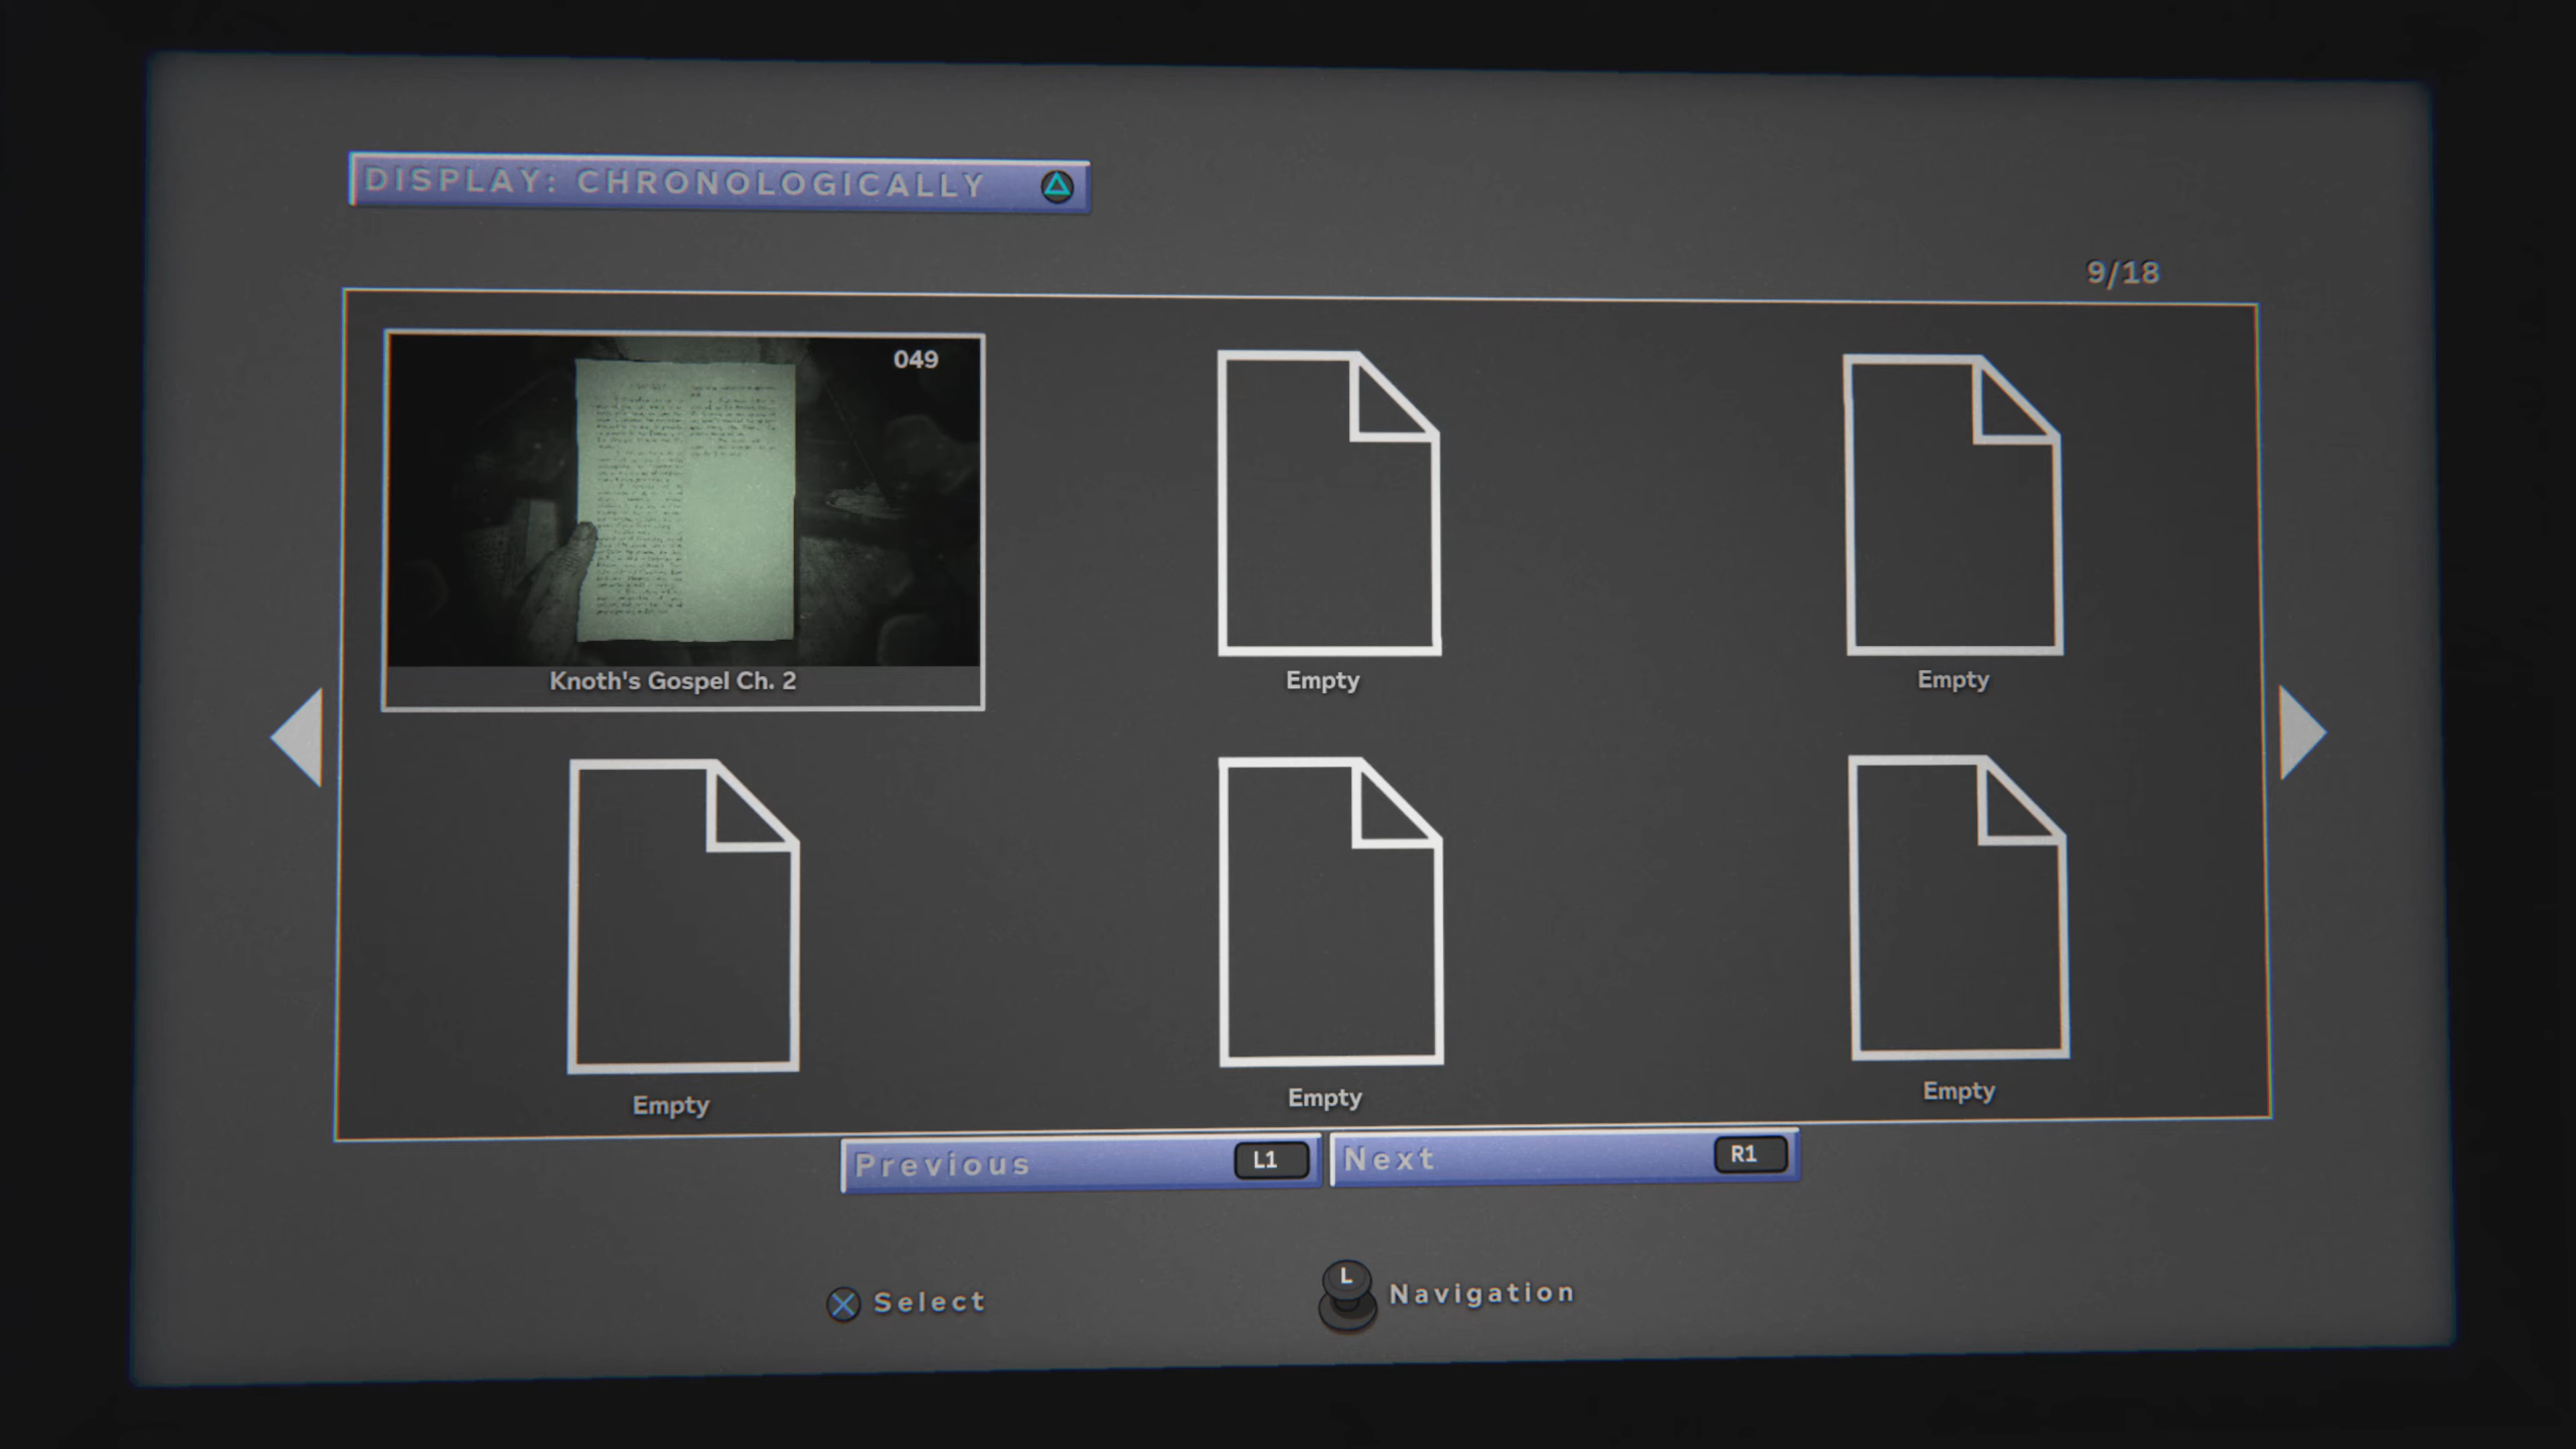 DISPLAY: CHRONOLOGICALLY
9/18
049
Knoth's Gospel Ch. 2
Empty
Empty
Empty
Empty
Empty
Previous L1
Next R1
Select
L Navigation